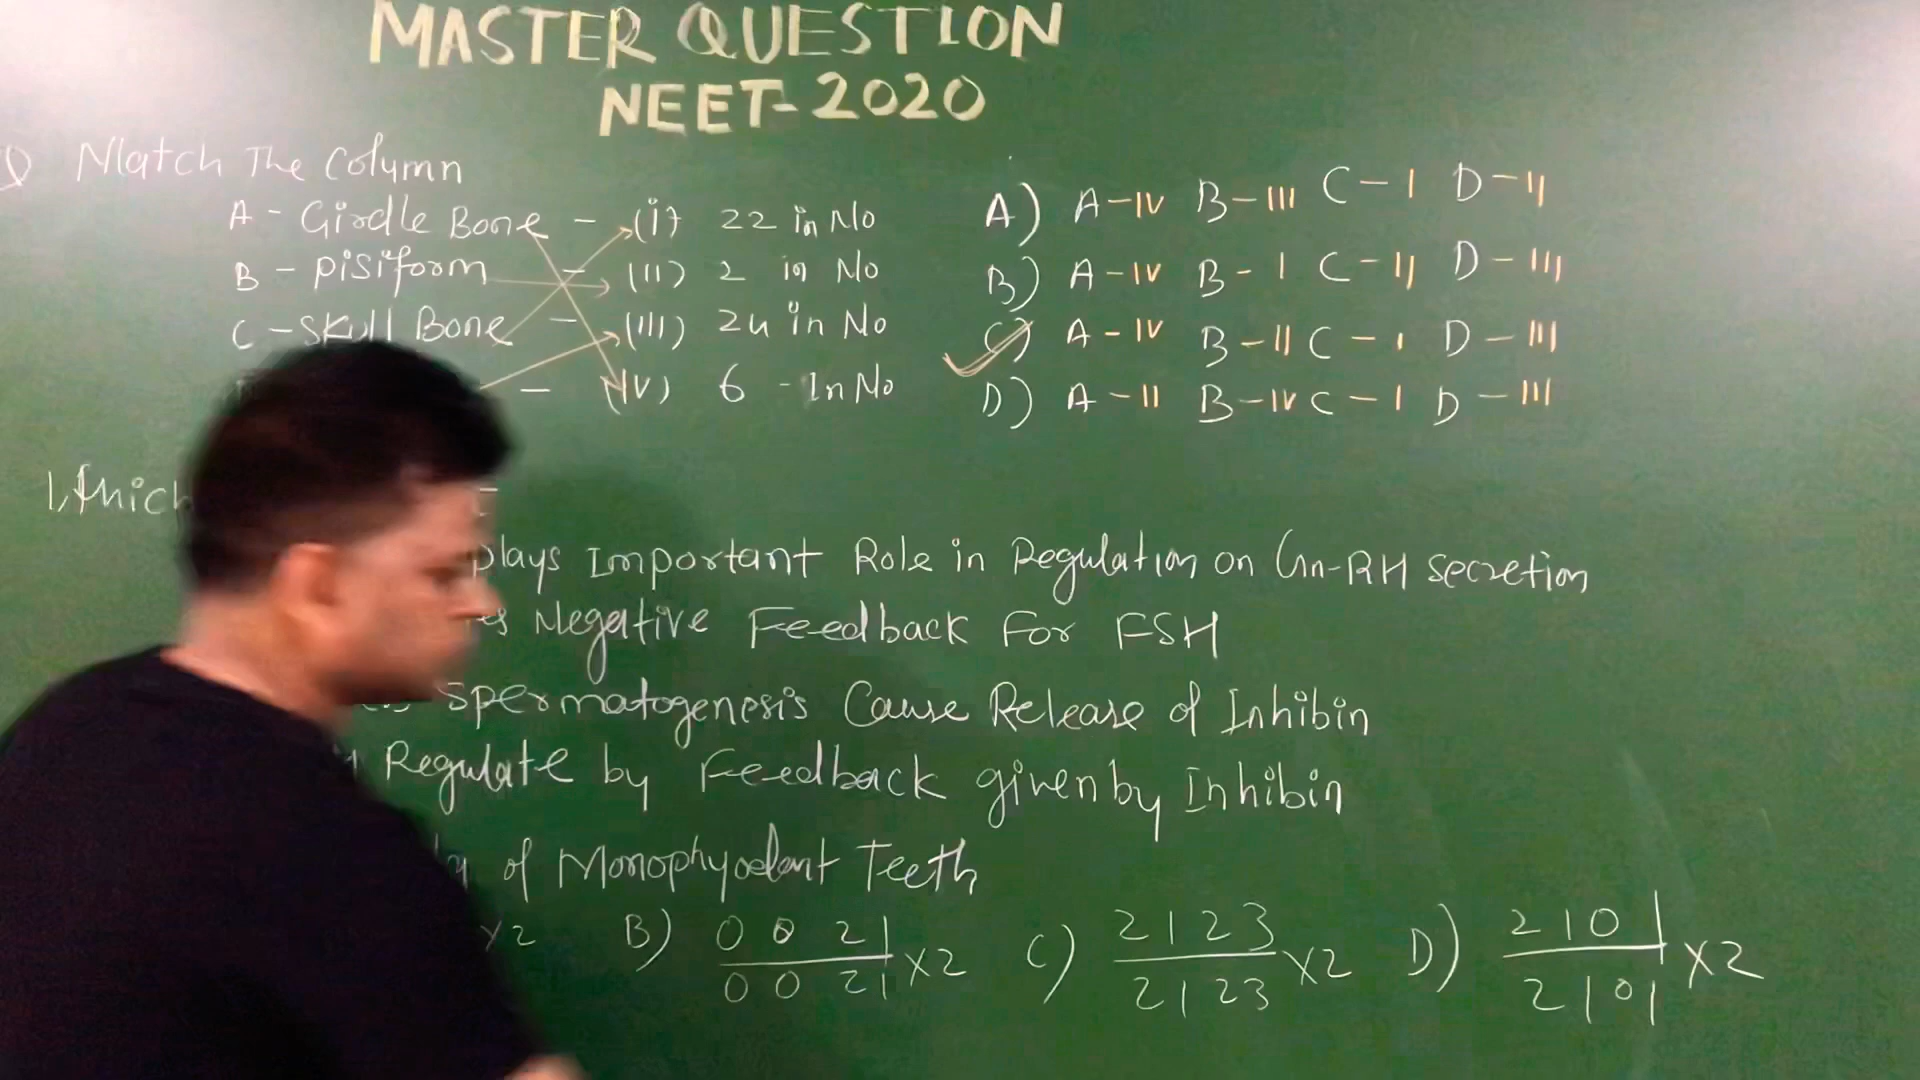 MASTER QUESTION
NEET-2020
Match The Column
A - Girdle Bone - (i) 22 in No
B - pisiform - (II) 2 in No
C - Skull Bone - (III) 24 in No
- (IV) 6 - In No
A) A-IV B-III C-I D-II
B) A-IV B-I C-II D-III
C) A-IV B-II C-I D-III
D) A-II B-IV C-I D-III
Which
plays Important Role in Regulation on Gn-RH secretion
Negative Feedback For FSH
Spermatogenesis Cause Release of Inhibin
Regulate by Feedback given by Inhibin
of Monophyodont Teeth
x2 B) 0021/0021 x2 C) 2123/2123 x2 D) 2101/2101 x2